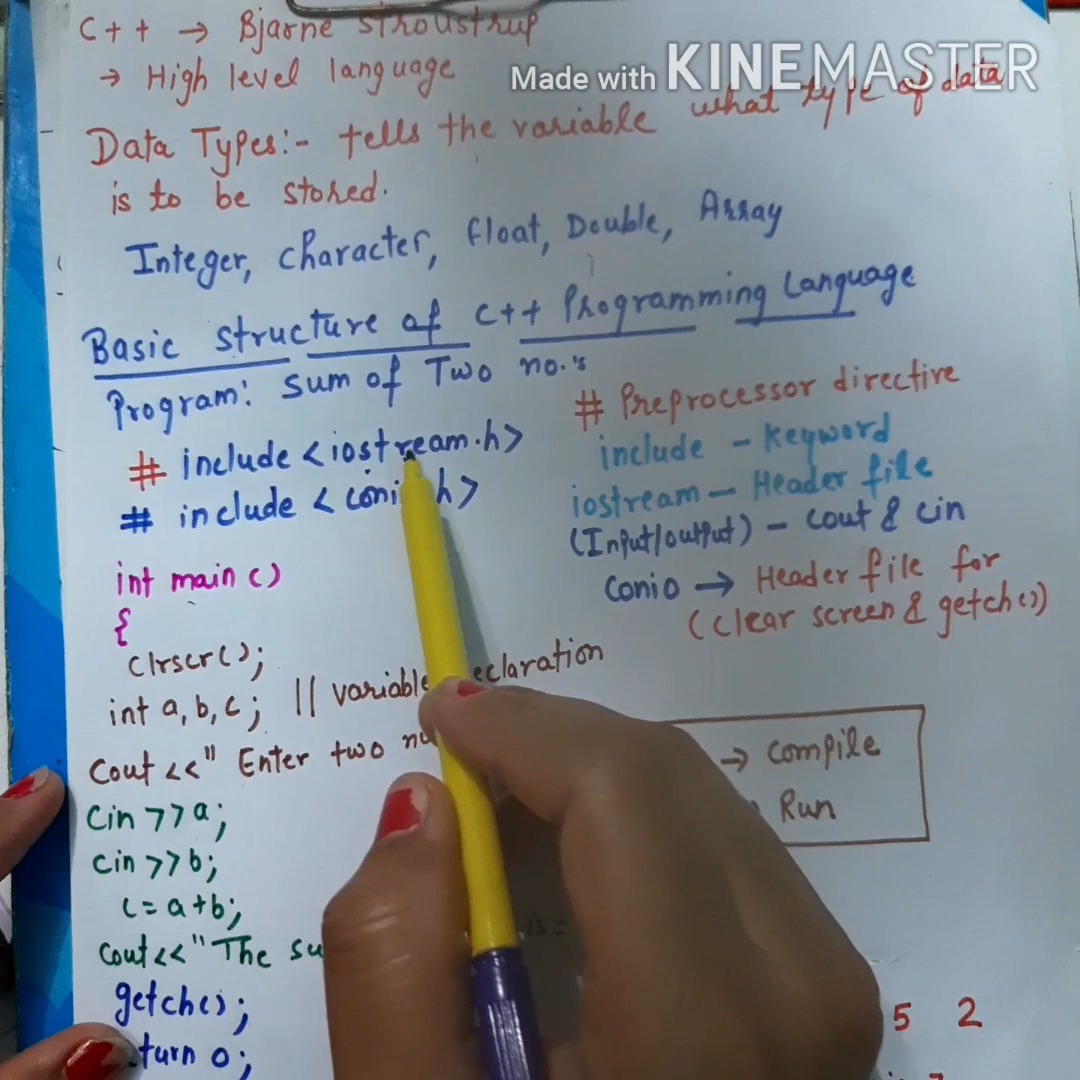 C++ → Bjarne Stroustrup
→ High level language
Made with KINEMASTER
Data Types:- tells the variable what type of data
is to be stored.
Integer, character, float, Double, Array
Basic structure of C++ Programming Language
Program: Sum of Two no.'s
# include <iostream.h>
# include < coni h>
int main ()
{
clrscr();
int a, b, c; // variable eclaration
cout <<" Enter two
cin >>a;
cin >>b;
c= a+b;
cout<<"The su
getch();
turn 0;
# Preprocessor directive
include - keyword
iostream - Header file
(Input/output) - cout & cin
conio → Header file for
(clear screen & getch())
→ compile
Run
is =
5 2